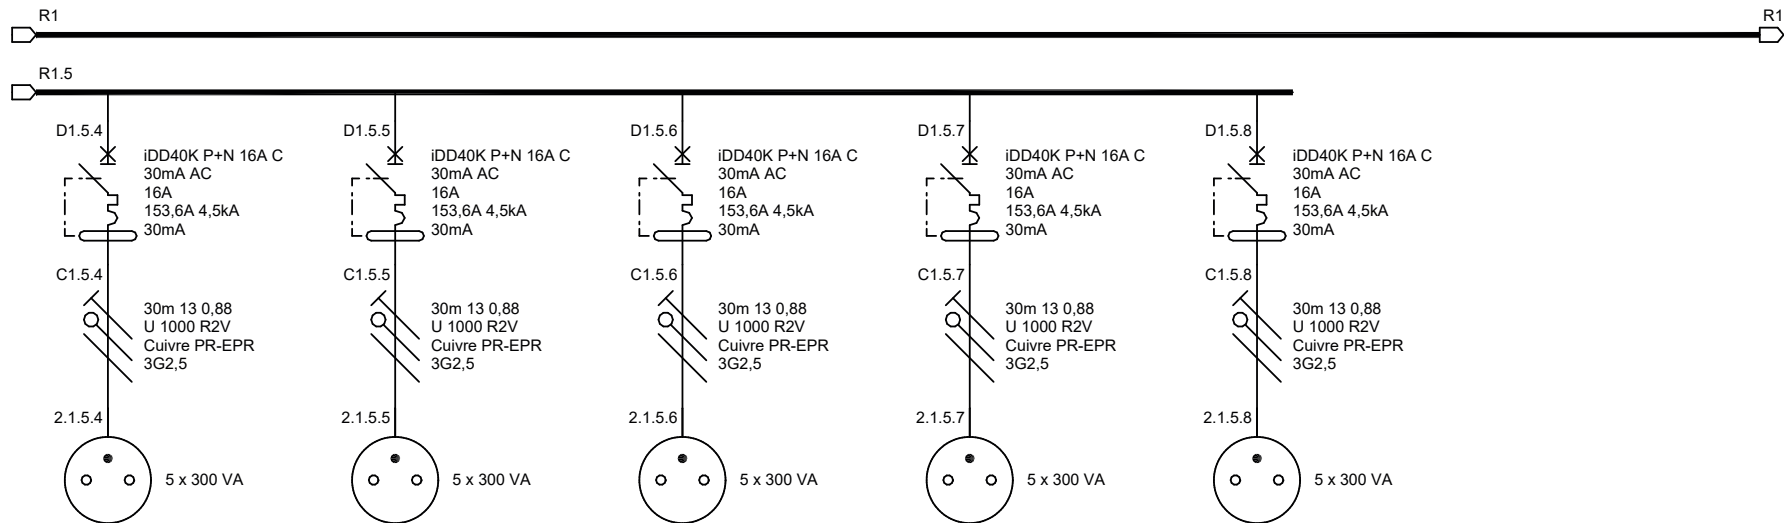 R1
R1
R1.5
D1.5.4
iDD40K P+N 16A C
30mA AC
16A
153,6A 4,5kA
30mA
C1.5.4
30m 13 0,88
U 1000 R2V
Cuivre PR-EPR
3G2,5
2.1.5.4
5 x 300 VA
D1.5.5
iDD40K P+N 16A C
30mA AC
16A
153,6A 4,5kA
30mA
C1.5.5
30m 13 0,88
U 1000 R2V
Cuivre PR-EPR
3G2,5
2.1.5.5
5 x 300 VA
D1.5.6
iDD40K P+N 16A C
30mA AC
16A
153,6A 4,5kA
30mA
C1.5.6
30m 13 0,88
U 1000 R2V
Cuivre PR-EPR
3G2,5
2.1.5.6
5 x 300 VA
D1.5.7
iDD40K P+N 16A C
30mA AC
16A
153,6A 4,5kA
30mA
C1.5.7
30m 13 0,88
U 1000 R2V
Cuivre PR-EPR
3G2,5
2.1.5.7
5 x 300 VA
D1.5.8
iDD40K P+N 16A C
30mA AC
16A
153,6A 4,5kA
30mA
C1.5.8
30m 13 0,88
U 1000 R2V
Cuivre PR-EPR
3G2,5
2.1.5.8
5 x 300 VA